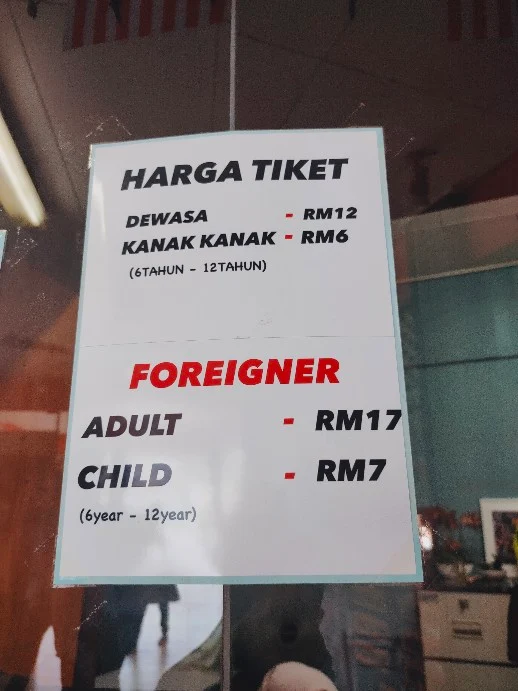 HARGA TIKET
DEWASA - RM12
KANAK KANAK - RM6
(6TAHUN - 12TAHUN)
FOREIGNER
ADULT - RM17
CHILD - RM7
(6year - 12year)